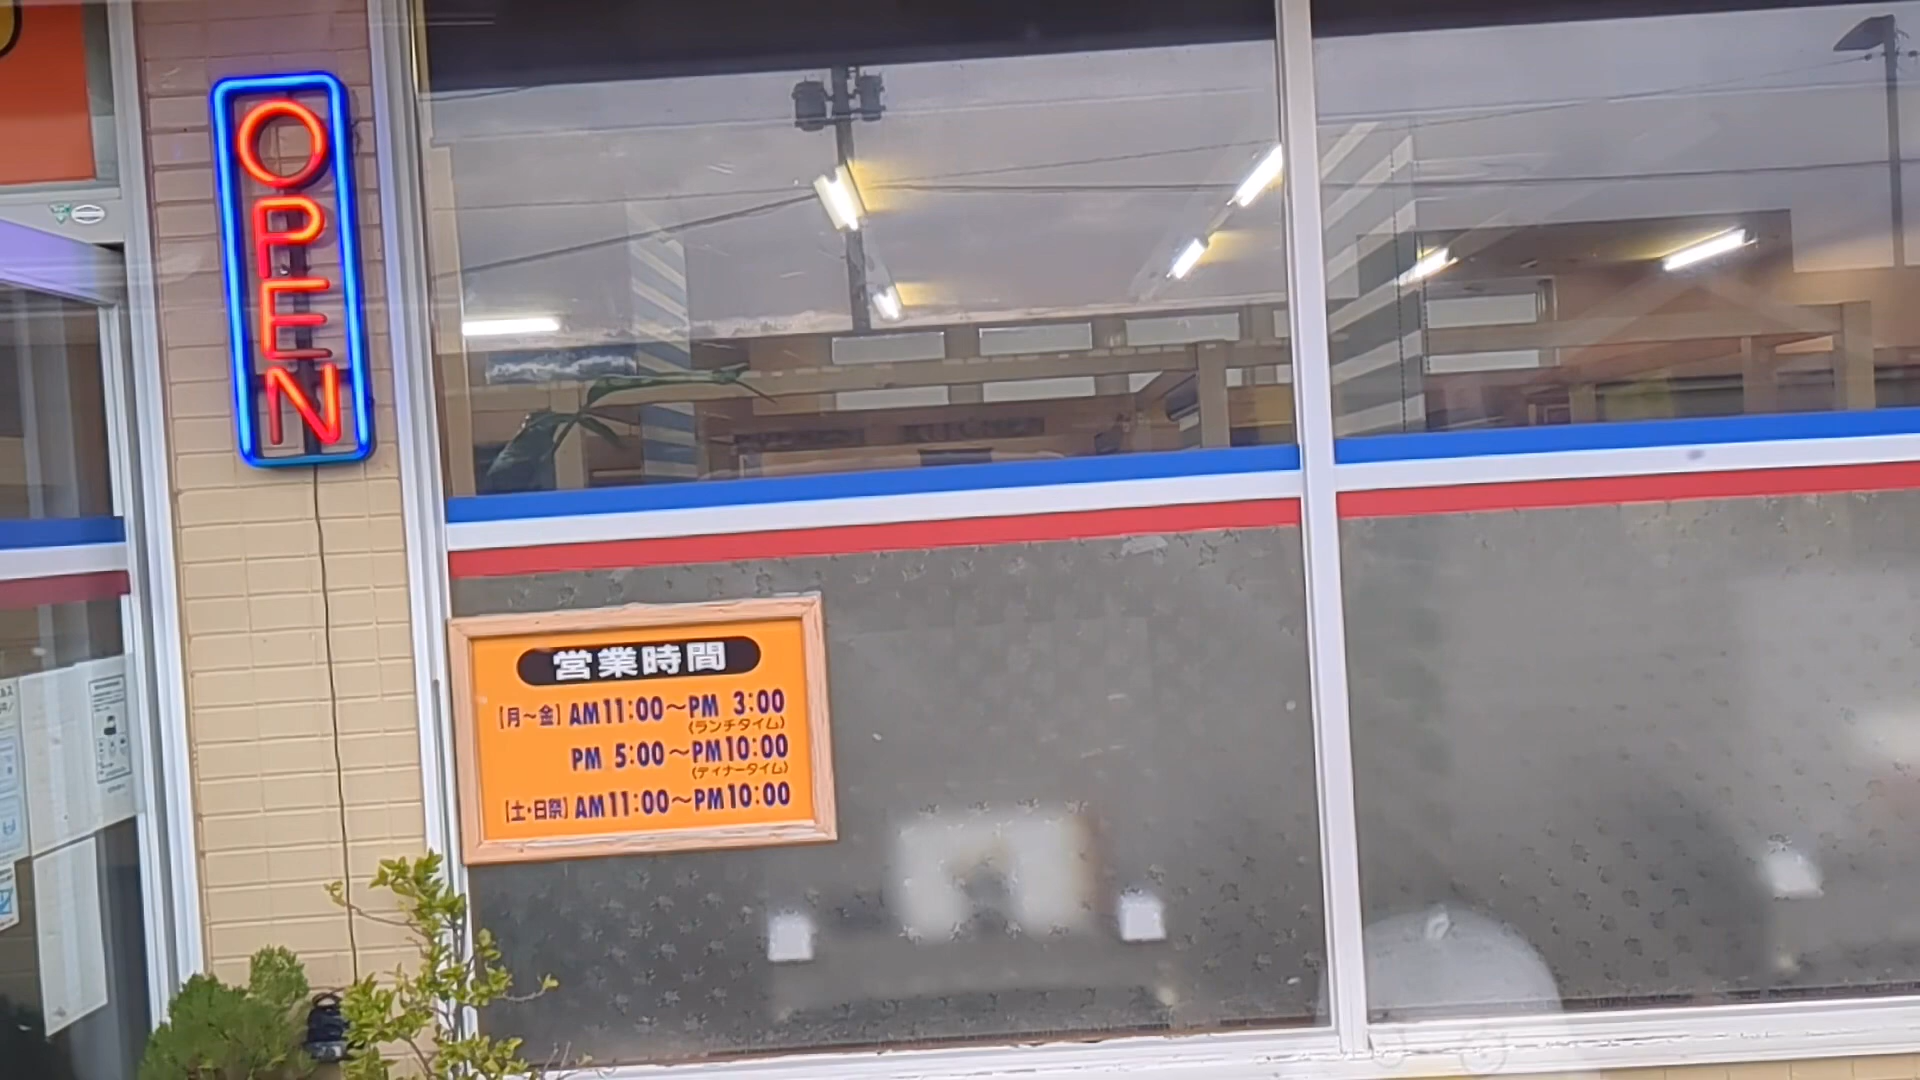 OPEN
営業時間
[月〜金] AM11:00〜PM 3:00
(ランチタイム)
PM 5:00〜PM10:00
(ディナータイム)
[土・日祭] AM11:00〜PM10:00